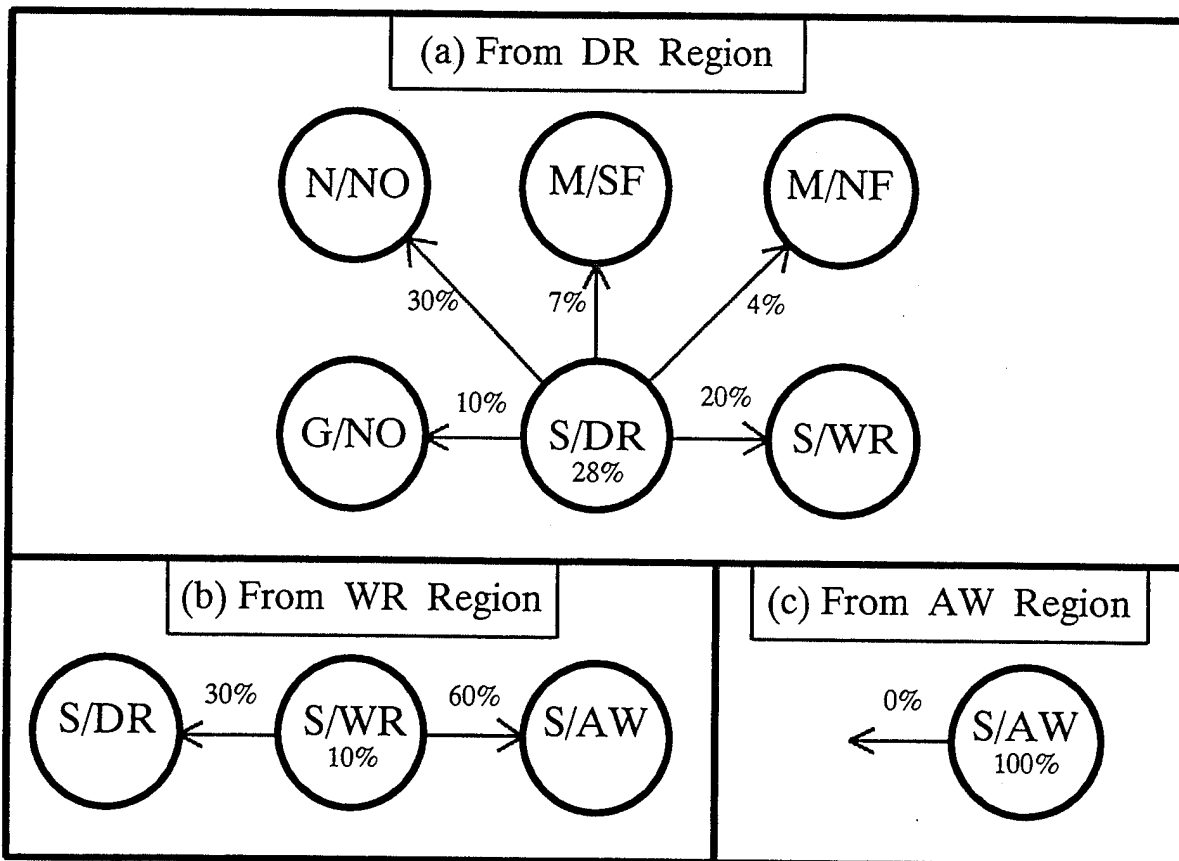 (a) From DR Region
N/NO
M/SF
M/NF
30%
7%
4%
10%
20%
G/NO
S/DR
28%
S/WR
(b) From WR Region
(c) From AW Region
S/DR
30%
S/WR
10%
60%
S/AW
0%
S/AW
100%